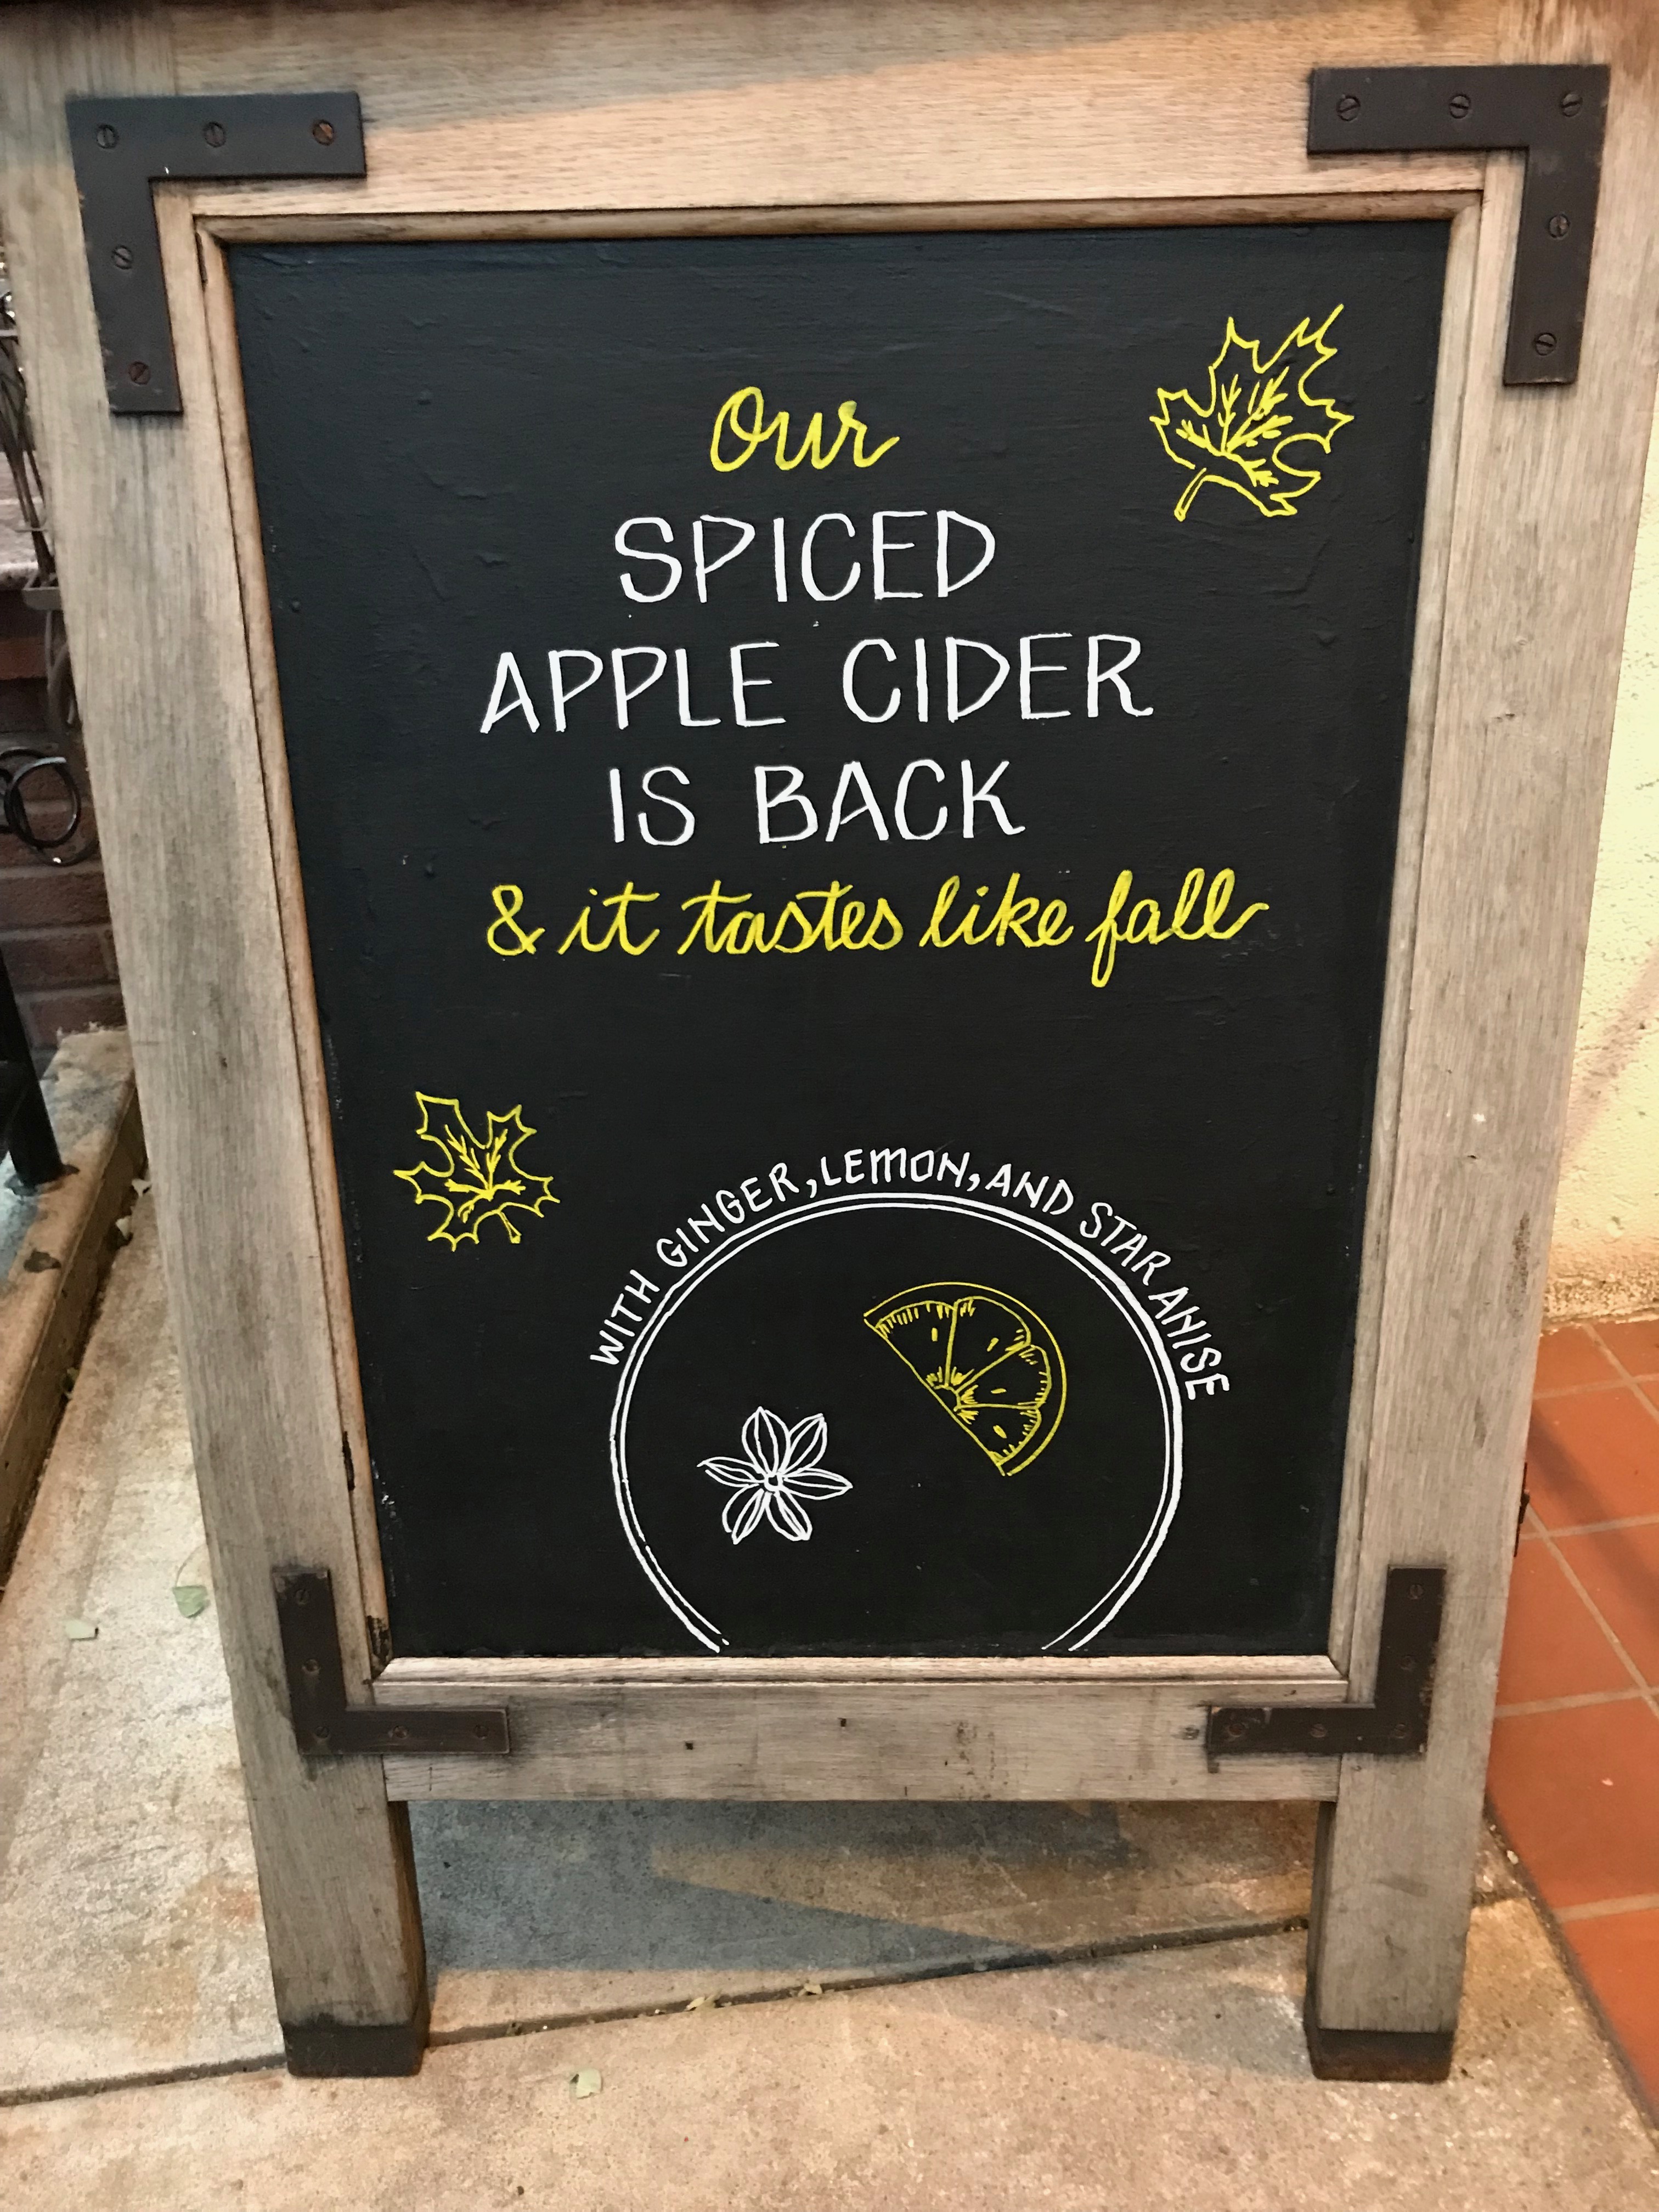 Our
SPICED
APPLE CIDER
IS BACK
& it tastes like fall
WITH GINGER, LEMON, AND STAR ANISE